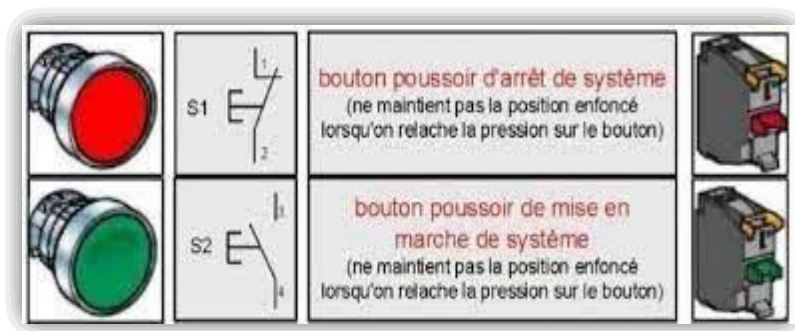 S1
1
2
bouton poussoir d'arrêt de système
(ne maintient pas la position enfoncé
lorsqu'on relache la pression sur le bouton)
S2
3
4
bouton poussoir de mise en
marche de système
(ne maintient pas la position enfoncé
lorsqu'on relache la pression sur le bouton)